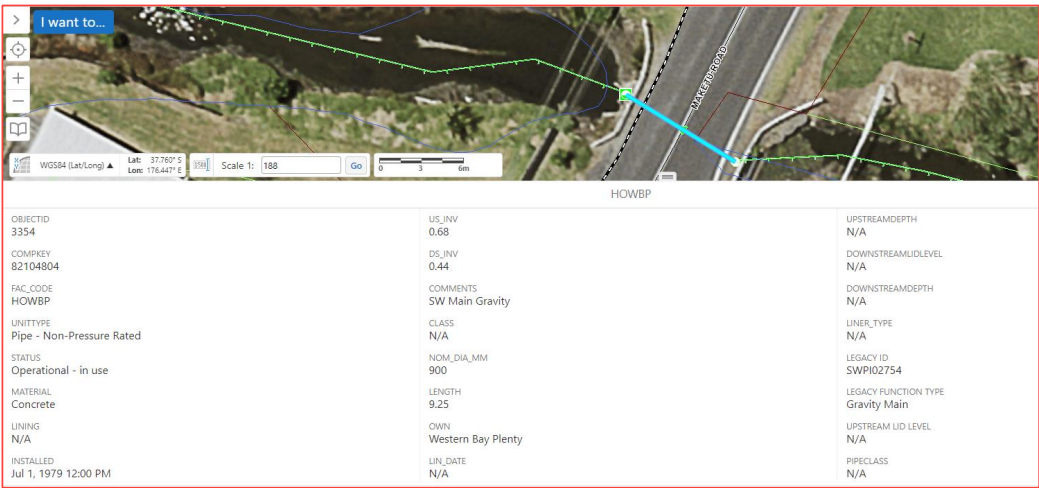 I want to...
MAKETU ROAD
WGS84 (Lat/Long) ▲
Lat: 37.760° S
Lon: 176.447° E
Scale 1: 188 Go
0 3 6m
HOWBP
OBJECTID
3354
COMPKEY
82104804
FAC_CODE
HOWBP
UNITTYPE
Pipe - Non-Pressure Rated
STATUS
Operational - in use
MATERIAL
Concrete
LINING
N/A
INSTALLED
Jul 1, 1979 12:00 PM
US_INV
0.68
DS_INV
0.44
COMMENTS
SW Main Gravity
CLASS
N/A
NOM_DIA_MM
900
LENGTH
9.25
OWN
Western Bay Plenty
LIN_DATE
N/A
UPSTREAMDEPTH
N/A
DOWNSTREAMLIDLEVEL
N/A
DOWNSTREAMDEPTH
N/A
LINER_TYPE
N/A
LEGACY ID
SWPI02754
LEGACY FUNCTION TYPE
Gravity Main
UPSTREAM LID LEVEL
N/A
PIPECLASS
N/A